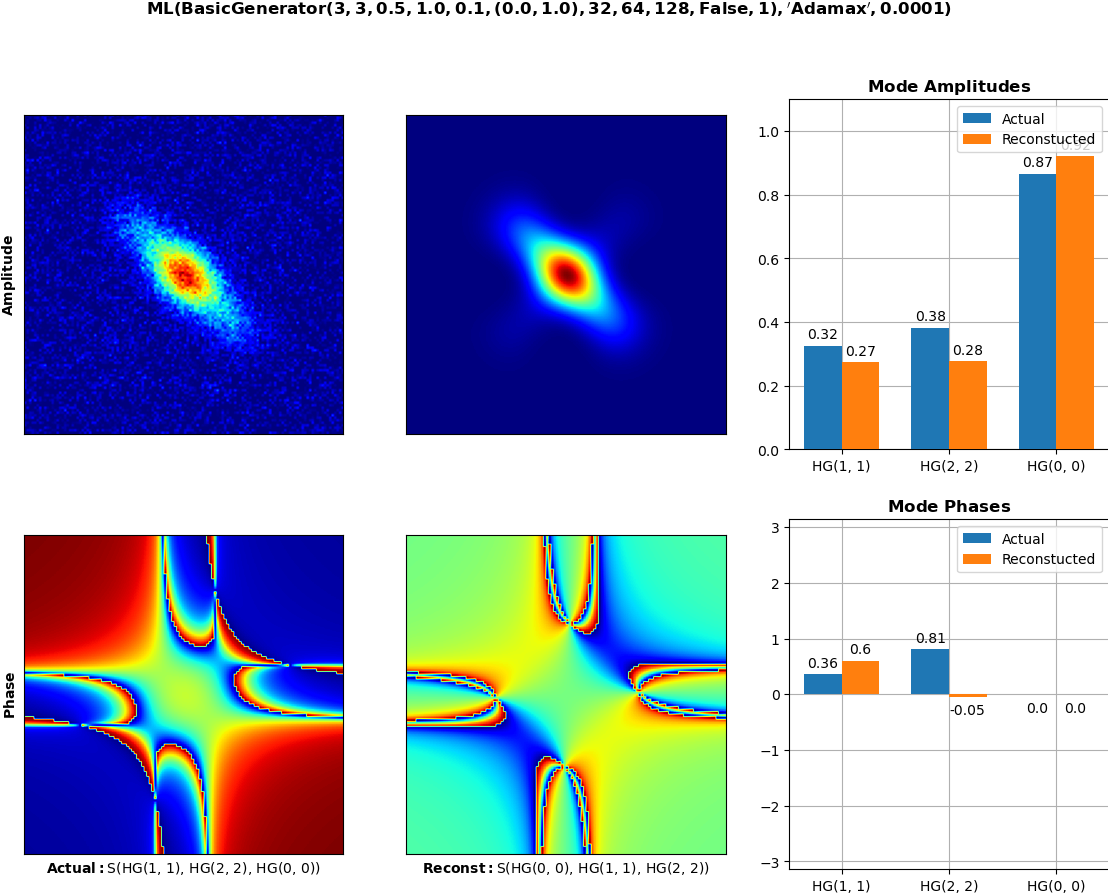 ML(BasicGenerator(3, 3, 0.5, 1.0, 0.1, (0.0, 1.0), 32, 64, 128, False, 1), ′Adamax′, 0.0001)
Amplitude
Mode Amplitudes
Actual
Reconstucted
1.0
0.8
0.6
0.4
0.2
0.0
0.32
0.27
0.38
0.28
0.87
0.92
HG(1, 1)
HG(2, 2)
HG(0, 0)
Phase
Actual: S(HG(1, 1), HG(2, 2), HG(0, 0))
Reconst: S(HG(0, 0), HG(1, 1), HG(2, 2))
Mode Phases
Actual
Reconstucted
3
2
1
0
−1
−2
−3
0.36
0.6
0.81
-0.05
0.0
0.0
HG(1, 1)
HG(2, 2)
HG(0, 0)